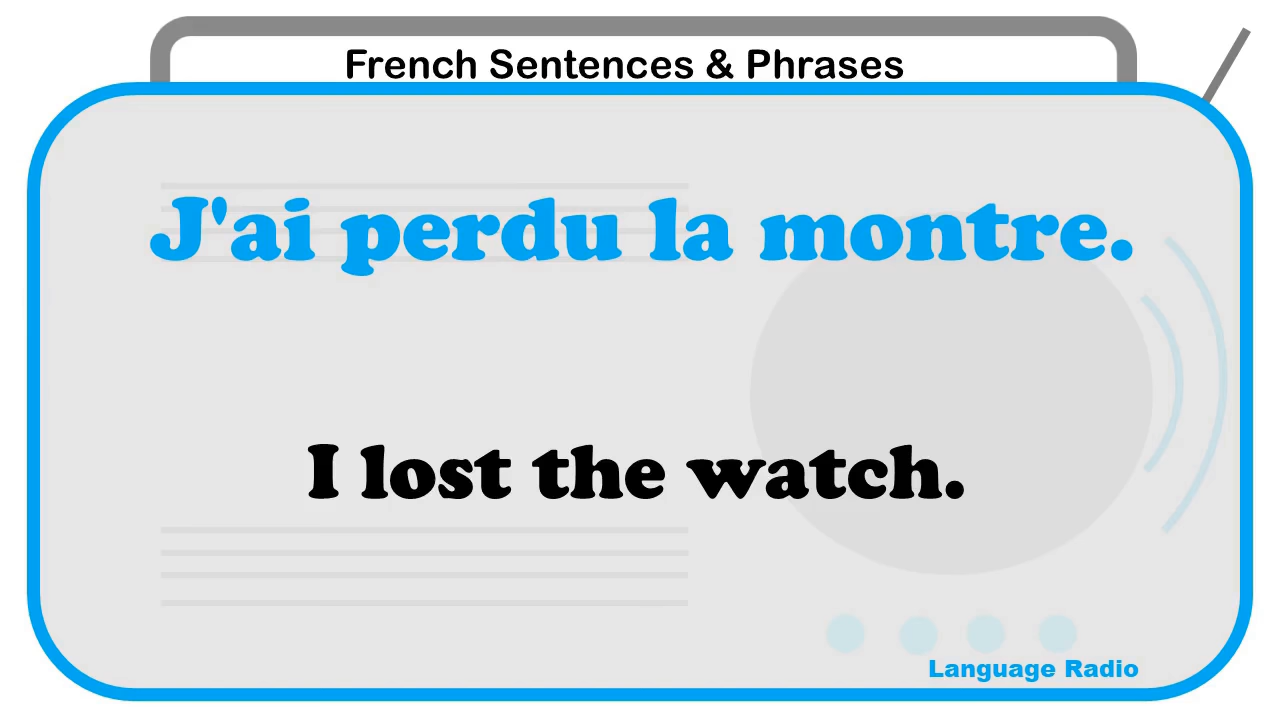 French Sentences & Phrases
J'ai perdu la montre.
I lost the watch.
Language Radio